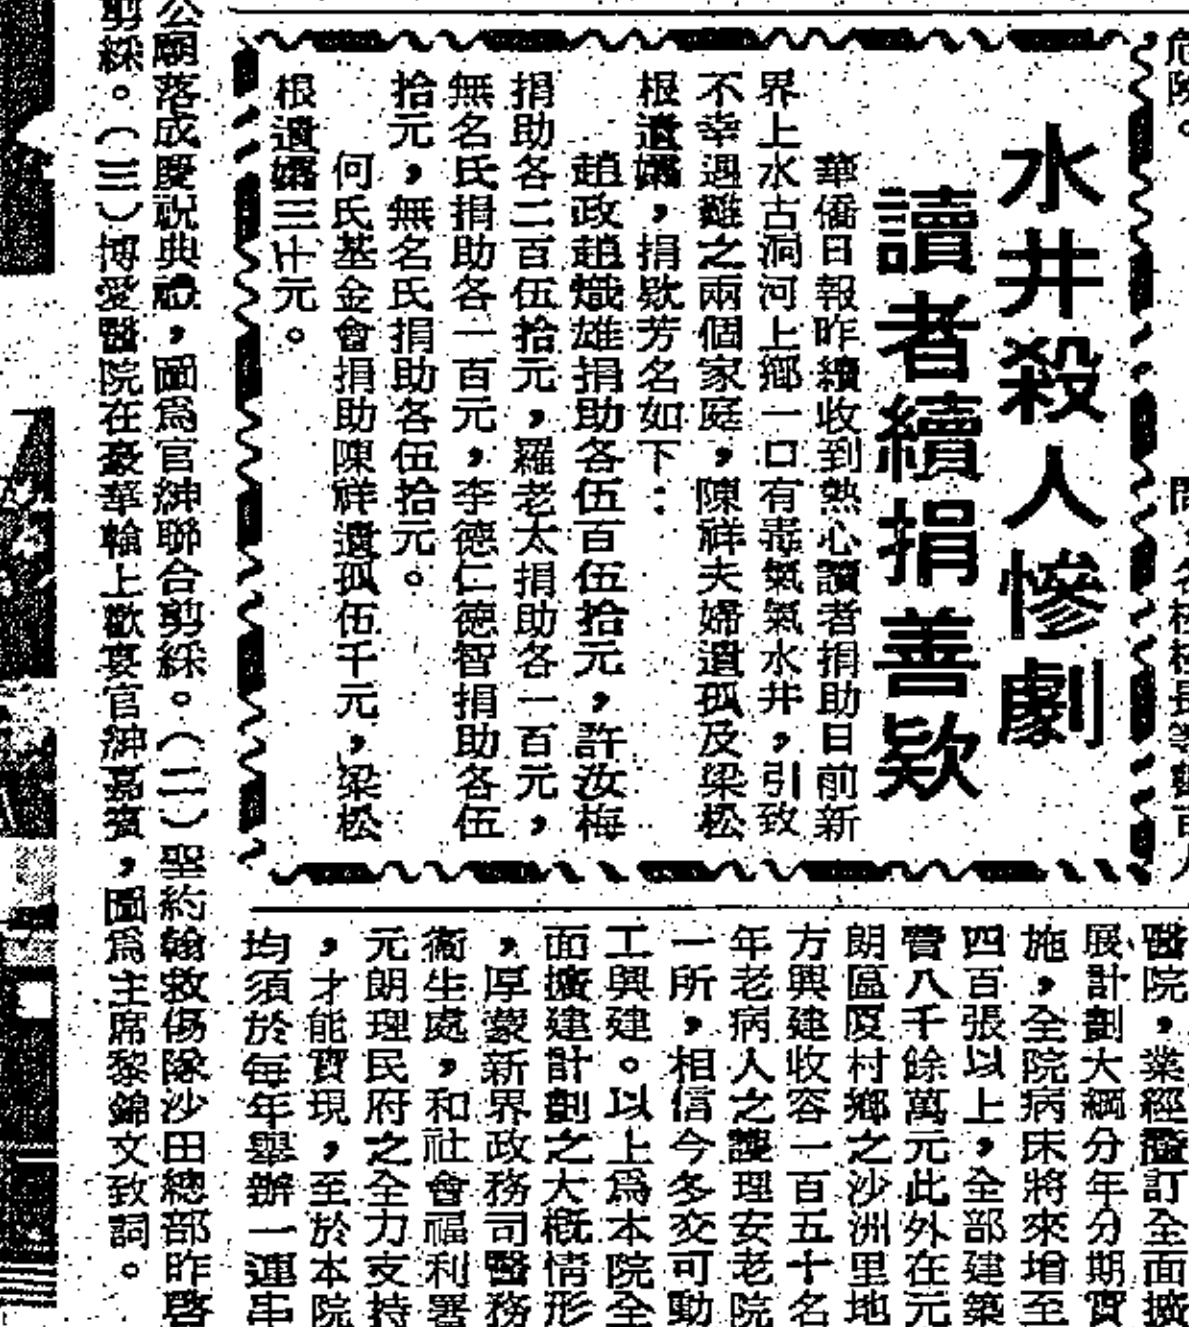 水井殺人慘劇
讀者續捐善欵
華僑日報昨續收到熱心讀者捐助日前新
界上水古洞河上鄉一口有毒氣氣水井，引致
不幸遇難之兩個家庭，陳祥夫婦遺孤及梁松
根遺孀，捐欵芳名如下：
趙政趙熾雄捐助各伍百伍拾元，許汝梅
捐助各二百伍拾元，羅老太捐助各一百元，
無名氏捐助各一百元，李德仁德智捐助各伍
拾元，無名氏捐助各伍拾元。
何氏基金會捐助陳祥遺孤伍千元，梁松
根遺孀三千元。
危險。
醫院，業經擬訂全面擴
展計劃大綱分年分期實
施，全院病床將來增至
四百張以上，全部建築
費八千餘萬元此外在元
朗區厦村鄉之沙洲里地
方興建收容一百五十名
年老病人之護理安老院
一所，相信今冬交可動
工興建。以上為本院全
面擴建計劃之大概情形
，厚蒙新界政務司醫務
衞生處，和社會福利署
元朗理民府之全力支持
，才能實現，至於本院
均須於每年舉辦一連串
公廟落成慶祝典禮，圖爲官紳聯合剪綵。（二）聖約翰救傷隊沙田總部昨啓
剪綵。（三）博愛醫院在豪華輪上歡宴官紳嘉賓，圖爲主席黎錦文致詞。